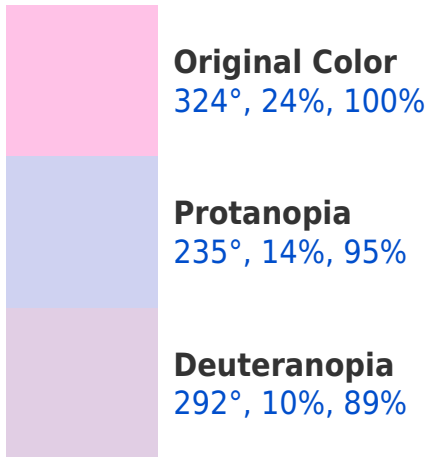 Original Color
324°, 24%, 100%
Protanopia
235°, 14%, 95%
Deuteranopia
292°, 10%, 89%